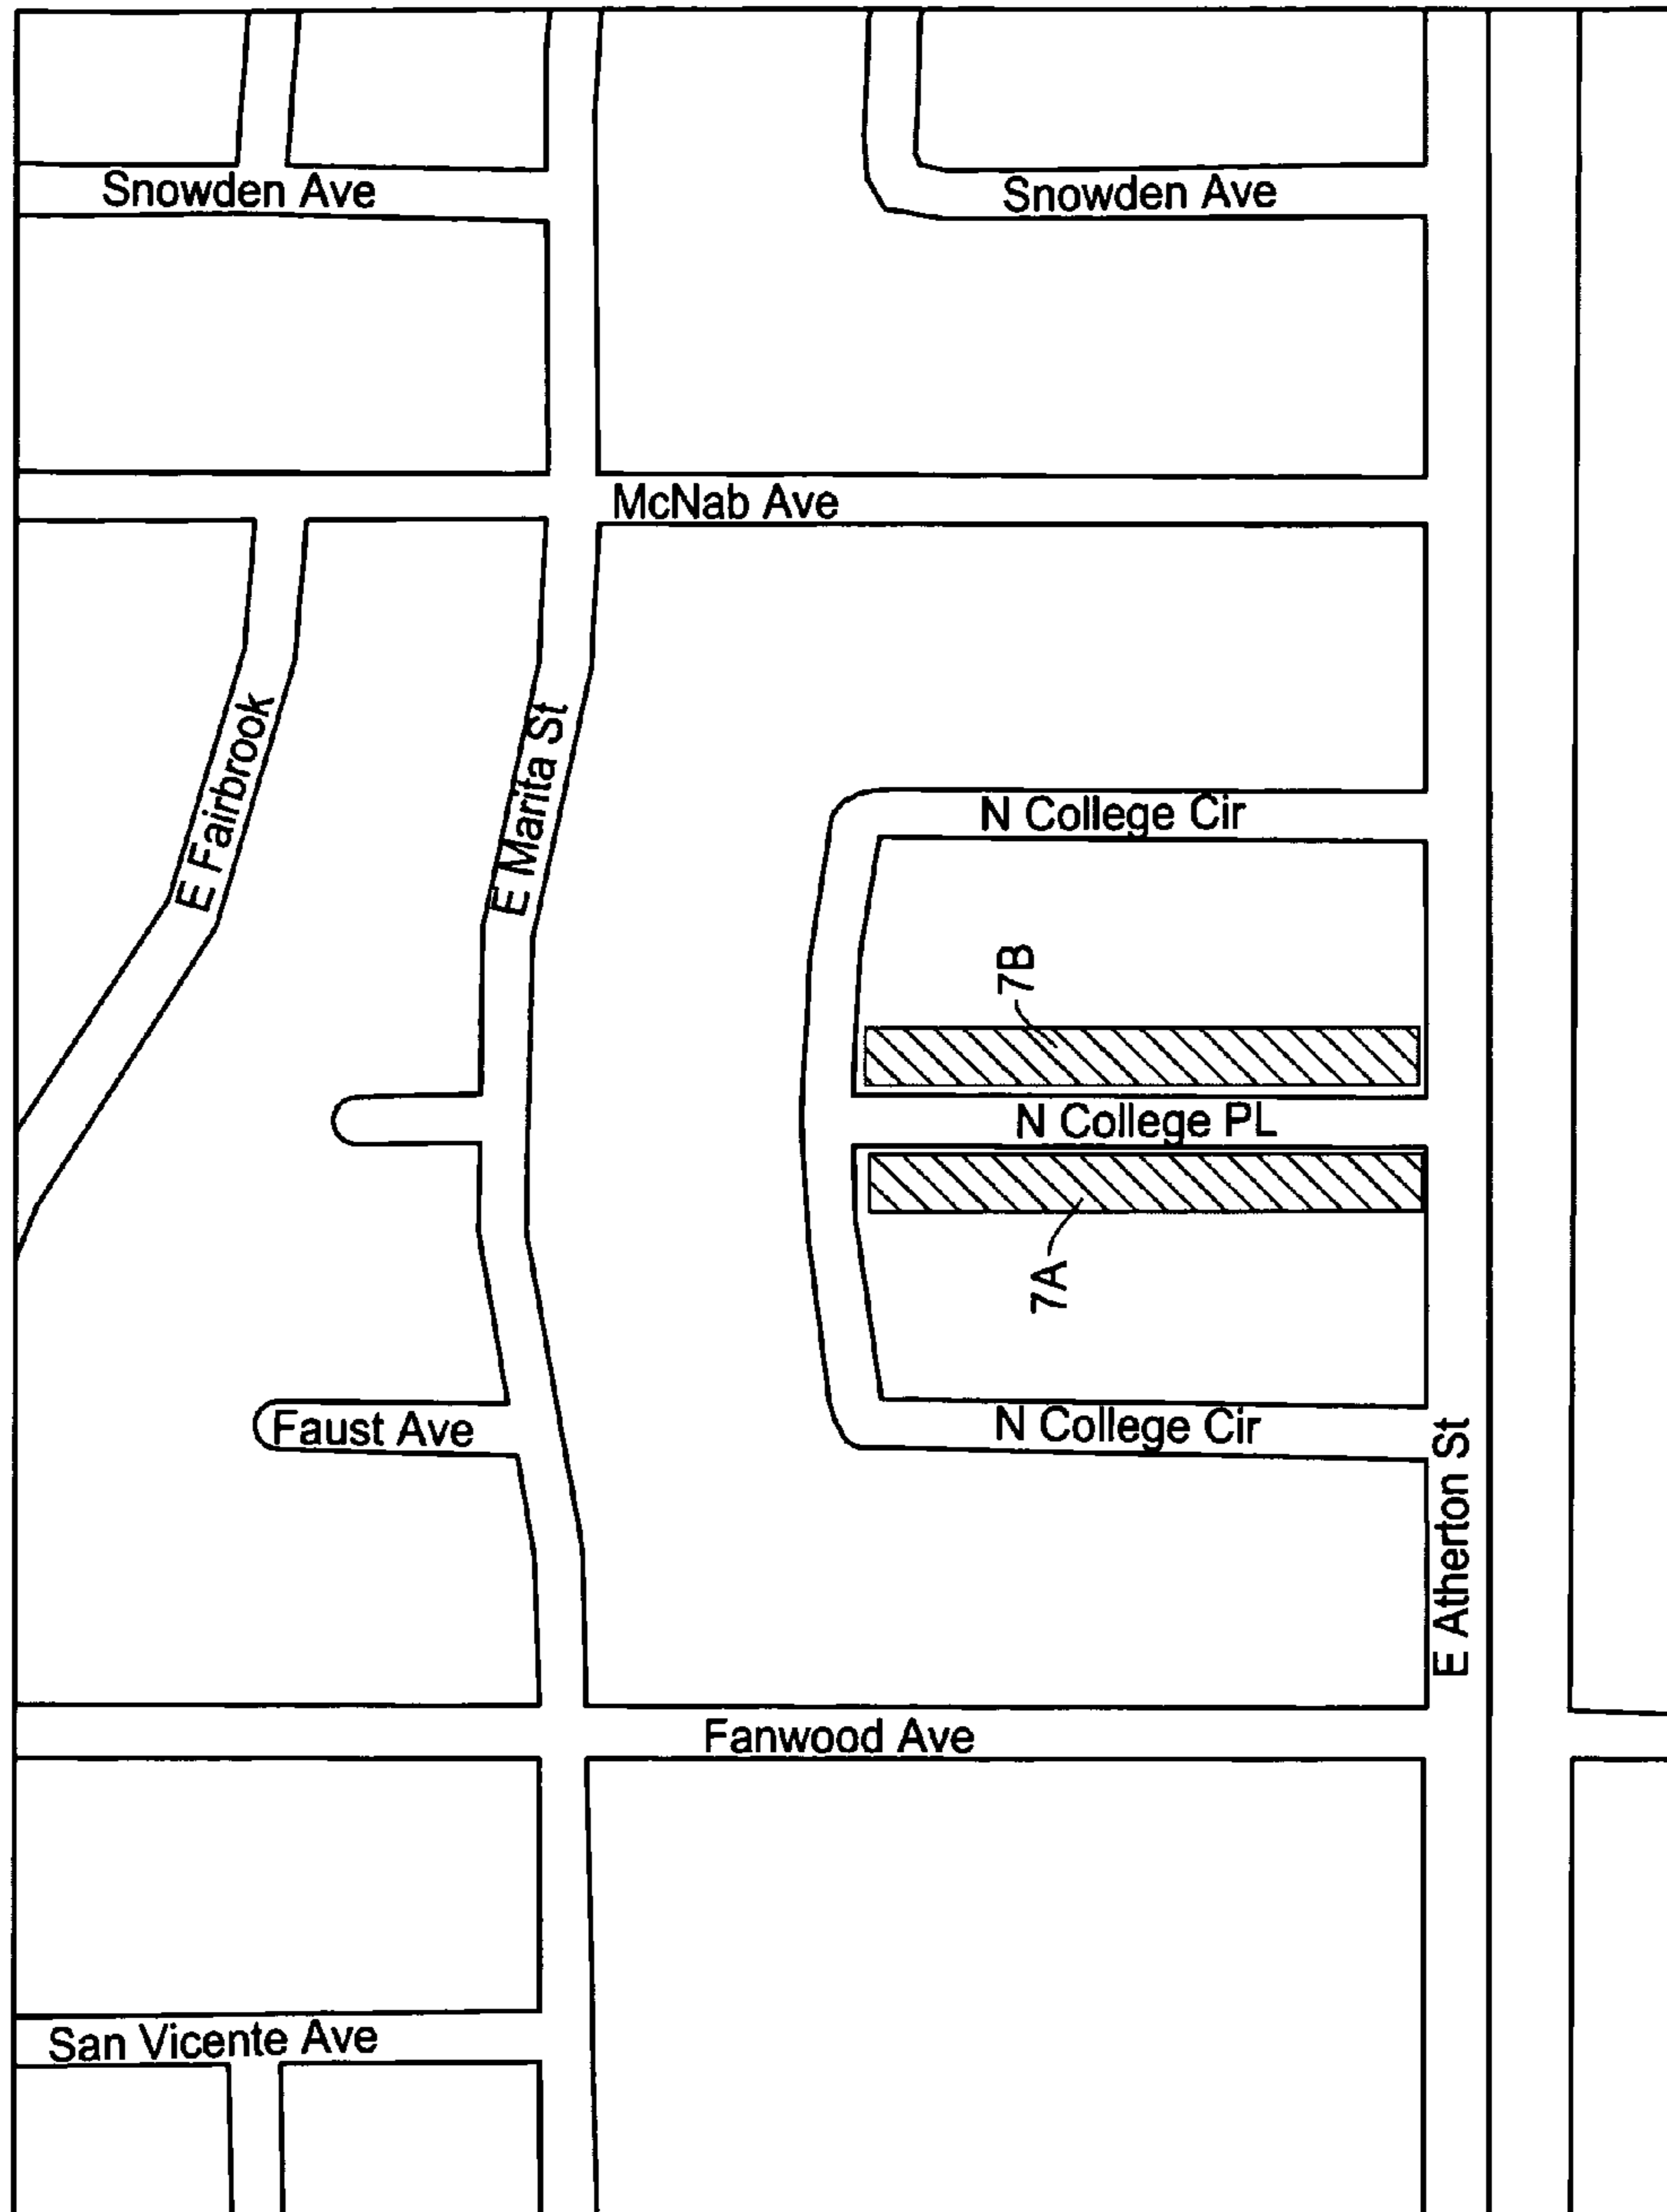 Snowden Ave
Snowden Ave
McNab Ave
E Fairbrook
E Marita St
N College Cir
7B
N College PL
7A
Faust Ave
N College Cir
E Atherton St
Fanwood Ave
San Vicente Ave